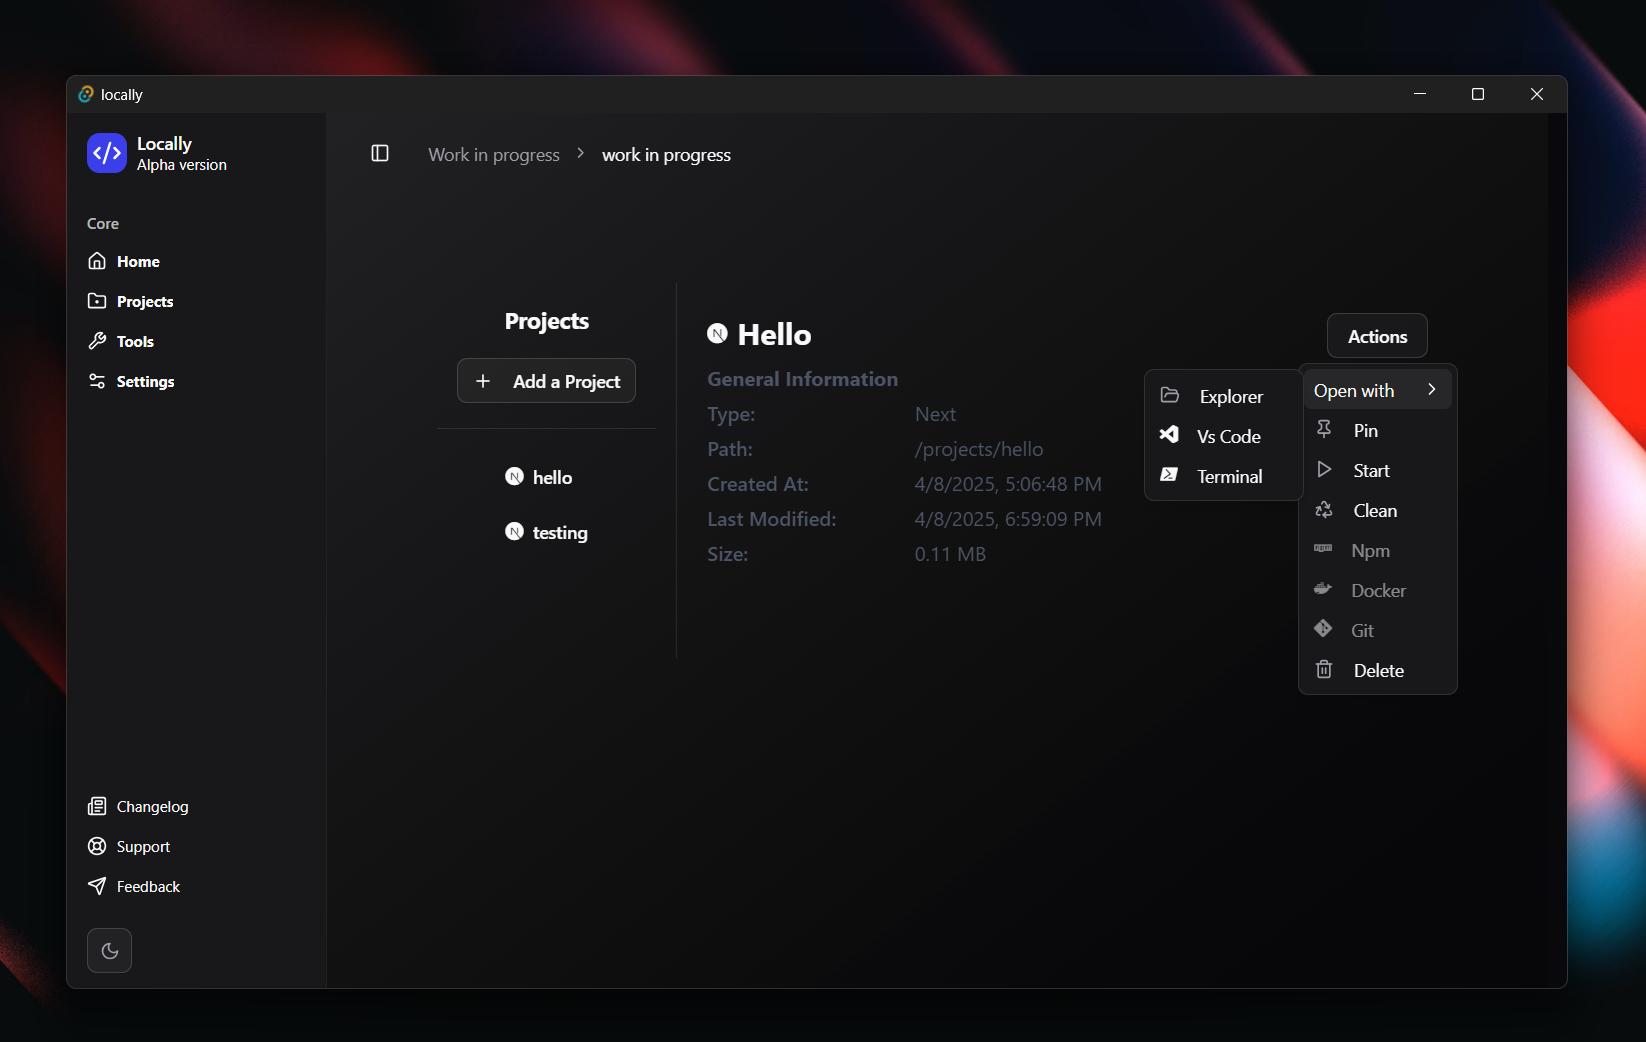 locally
Locally
Alpha version
Core
Home
Projects
Tools
Settings
Changelog
Support
Feedback
Work in progress > work in progress
Projects
+ Add a Project
hello
testing
N Hello
General Information
Type: Next
Path: /projects/hello
Created At: 4/8/2025, 5:06:48 PM
Last Modified: 4/8/2025, 6:59:09 PM
Size: 0.11 MB
Actions
Open with
Pin
Start
Clean
Npm
Docker
Git
Delete
Explorer
Vs Code
Terminal